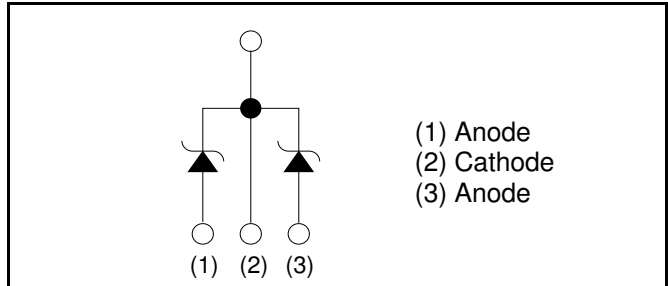 (1) Anode
(2) Cathode
(3) Anode
(1) (2) (3)